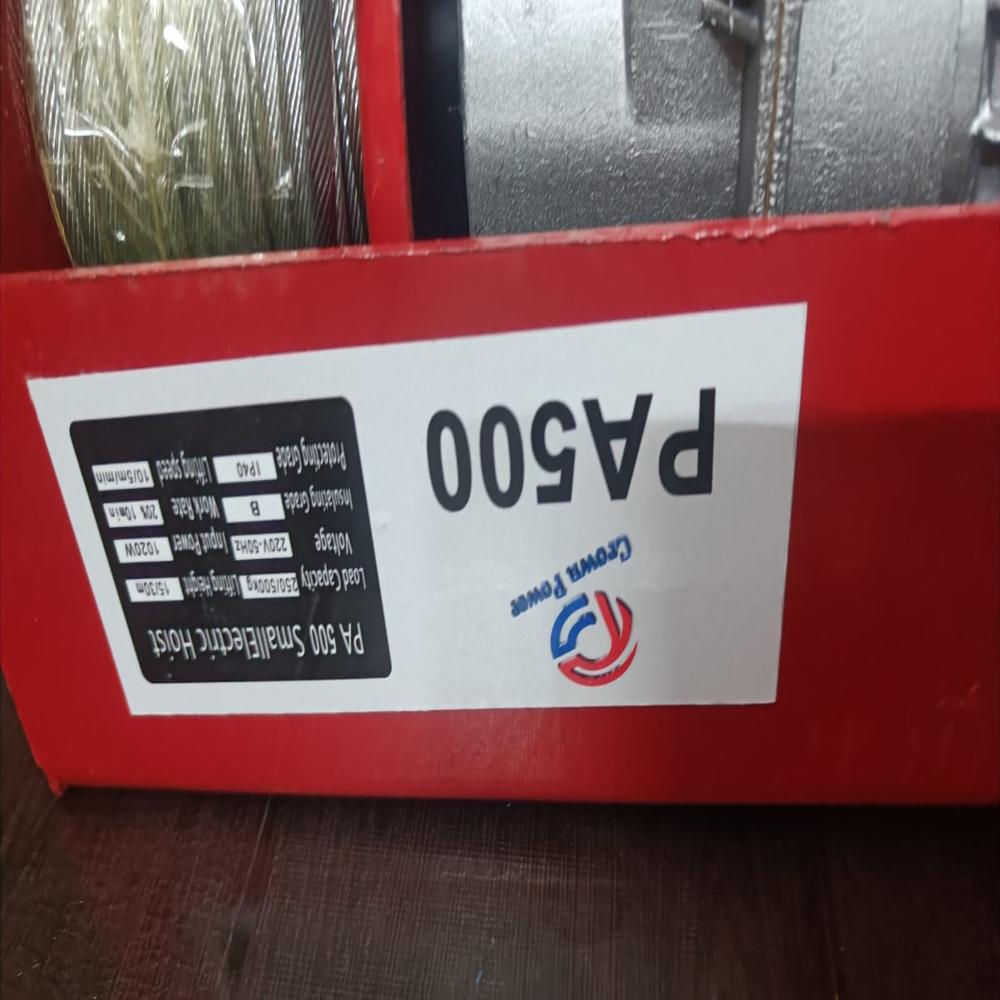 Crown Power
PA500
PA 500 SmallElectric Hoist
Load Capacity 250/500kg Lifting Height 15/30m
Voltage 220V-50Hz Input Power 1020W
Insulating Grade B Work Rate 20% 10min
Protecting Grade IP40 Lifting speed 10/5m/min